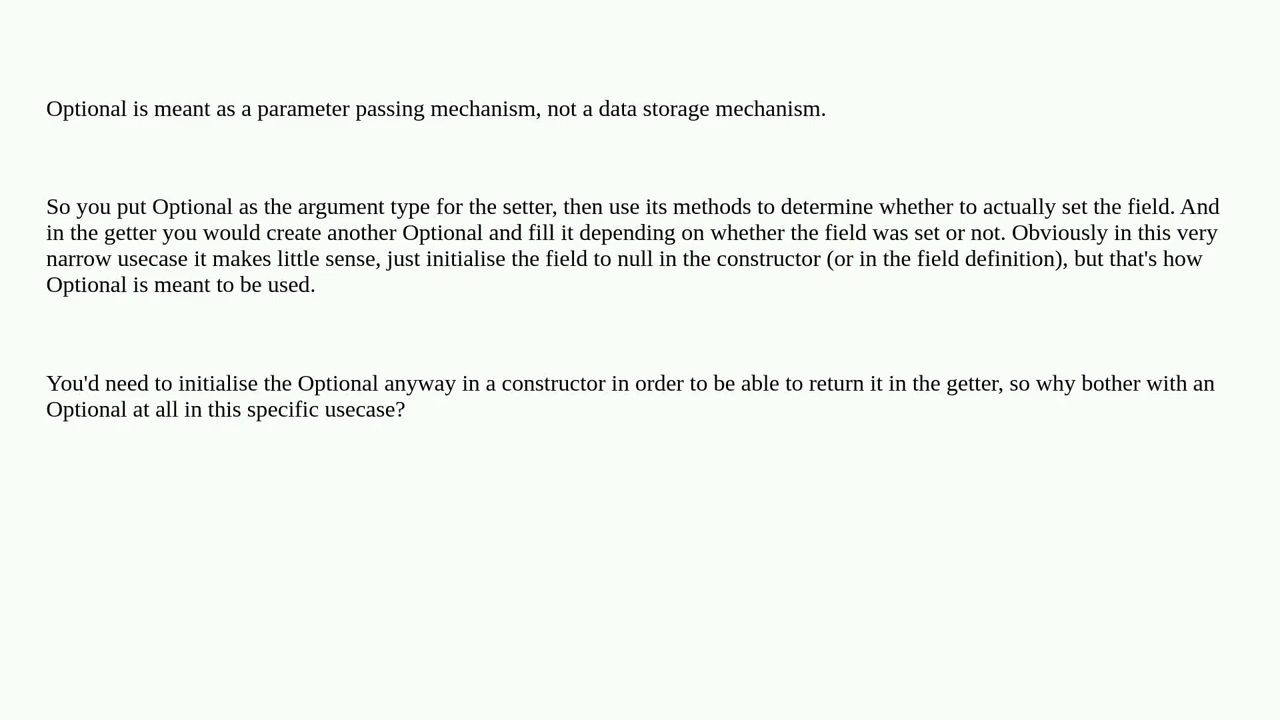 Optional is meant as a parameter passing mechanism, not a data storage mechanism.
So you put Optional as the argument type for the setter, then use its methods to determine whether to actually set the field. And
in the getter you would create another Optional and fill it depending on whether the field was set or not. Obviously in this very
narrow usecase it makes little sense, just initialise the field to null in the constructor (or in the field definition), but that's how
Optional is meant to be used.
You'd need to initialise the Optional anyway in a constructor in order to be able to return it in the getter, so why bother with an
Optional at all in this specific usecase?